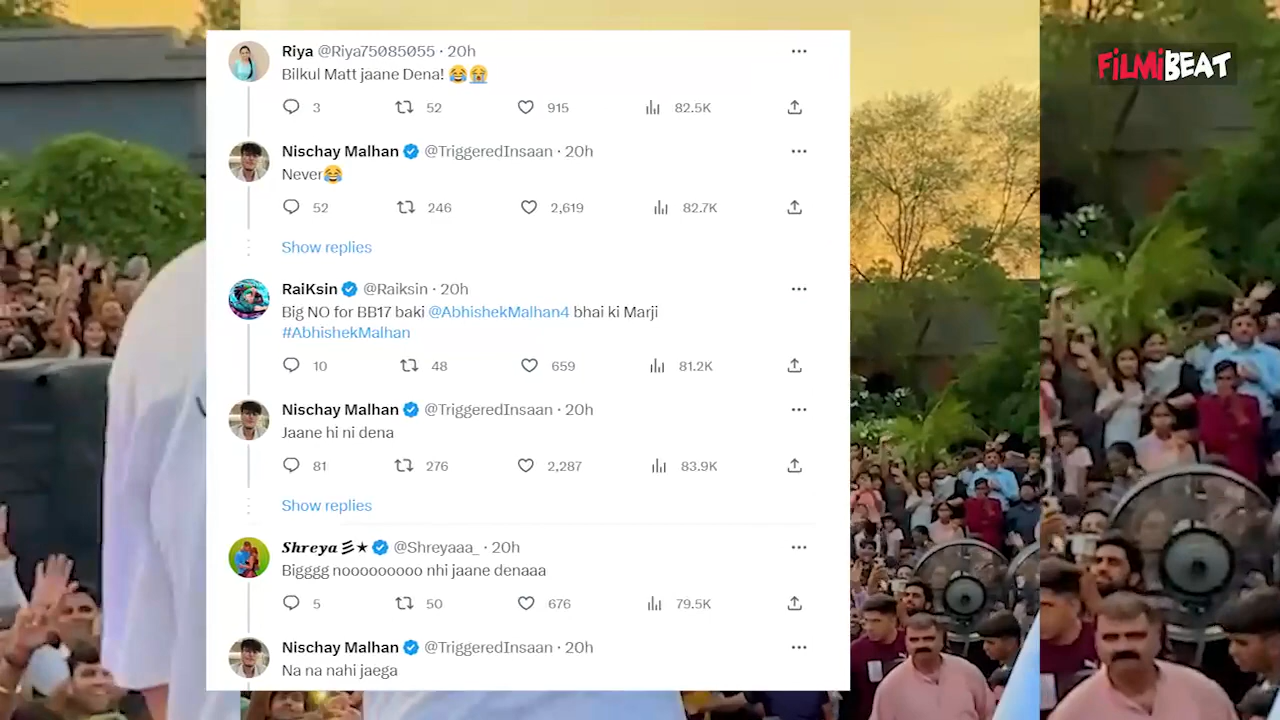 FiLMiBEAT
Riya @Riya75085055 · 20h
Bilkul Matt jaane Dena! 😂😭
3 52 915 82.5K
Nischay Malhan @TriggeredInsaan · 20h
Never😂
52 246 2,619 82.7K
Show replies
RaiKsin @Raiksin · 20h
Big NO for BB17 baki @AbhishekMalhan4 bhai ki Marji
#AbhishekMalhan
10 48 659 81.2K
Nischay Malhan @TriggeredInsaan · 20h
Jaane hi ni dena
81 276 2,287 83.9K
Show replies
𝑺𝒉𝒓𝒆𝒚𝒂 彡★ @Shreyaaa_ · 20h
Bigggg nooooooooo nhi jaane denaaa
5 50 676 79.5K
Nischay Malhan @TriggeredInsaan · 20h
Na na nahi jaega